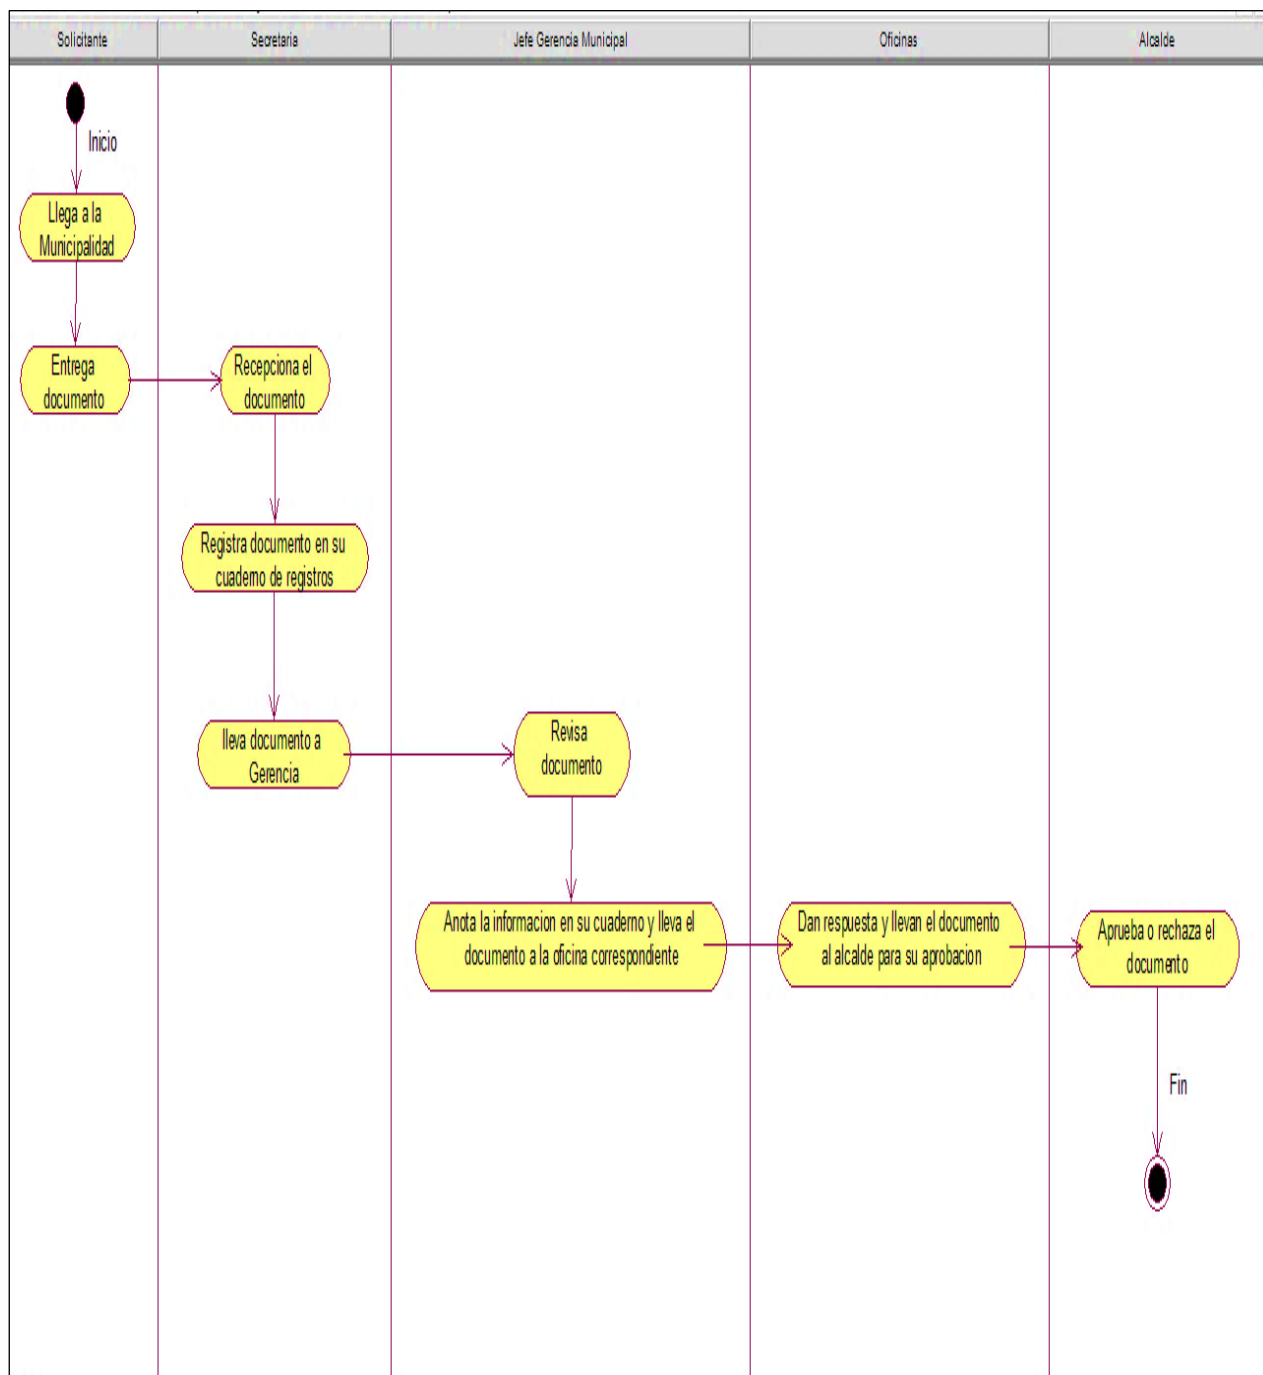 Solicitante
Secretaria
Jefe Gerencia Municipal
Oficinas
Alcalde
Inicio
Llega a la
Municipalidad
Entrega
documento
Recepciona el
documento
Registra documento en su
cuaderno de registros
lleva documento a
Gerencia
Revisa
documento
Anota la informacion en su cuaderno y lleva el
documento a la oficina correspondiente
Dan respuesta y llevan el documento
al alcalde para su aprobacion
Aprueba o rechaza el
documento
Fin